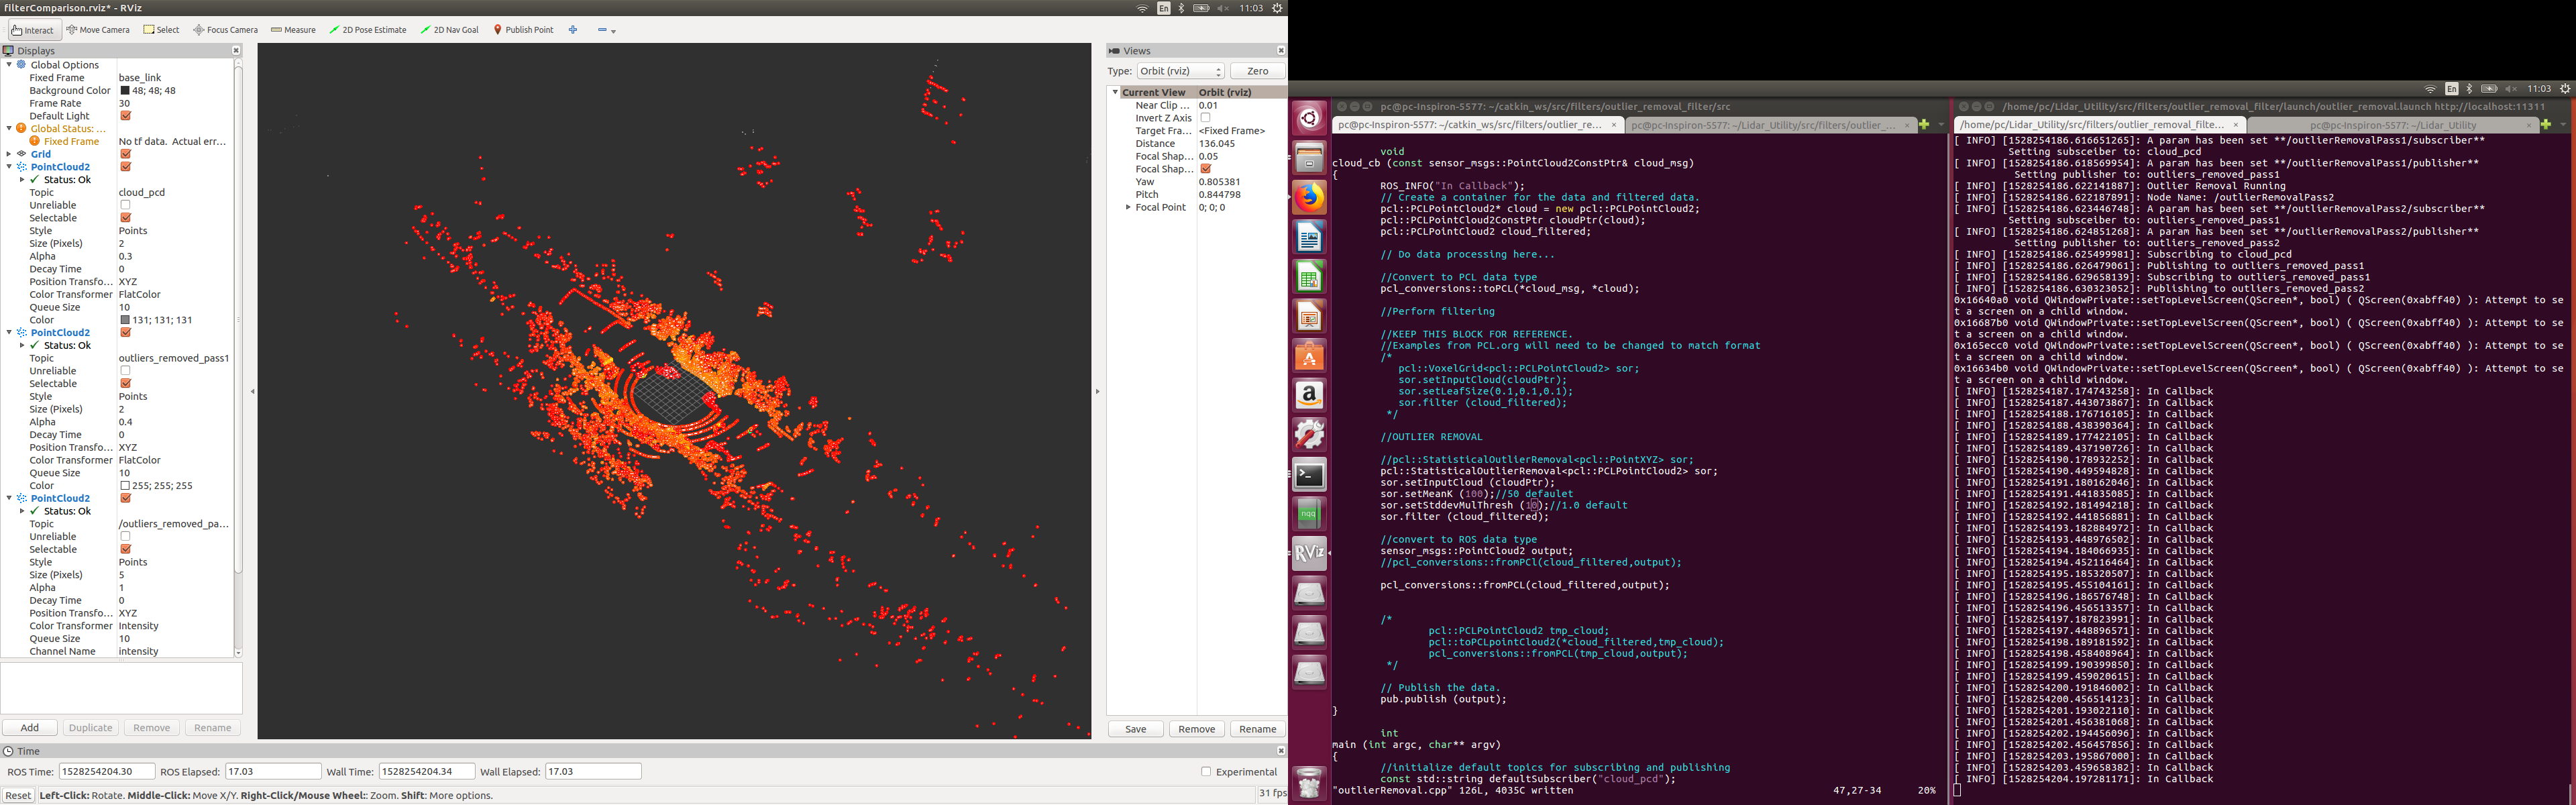 filterComparison.rviz* - RViz
En
11:03
Interact
Move Camera
Select
Focus Camera
Measure
2D Pose Estimate
2D Nav Goal
Publish Point
Displays
Global Options
Fixed Frame base_link
Background Color 48; 48; 48
Frame Rate 30
Default Light
Global Status: ...
Fixed Frame No tf data.  Actual err...
Grid
PointCloud2
Status: Ok
Topic cloud_pcd
Unreliable
Selectable
Style Points
Size (Pixels) 2
Alpha 0.3
Decay Time 0
Position Transfo... XYZ
Color Transformer FlatColor
Queue Size 10
Color 131; 131; 131
PointCloud2
Status: Ok
Topic outliers_removed_pass1
Unreliable
Selectable
Style Points
Size (Pixels) 2
Alpha 0.4
Decay Time 0
Position Transfo... XYZ
Color Transformer FlatColor
Queue Size 10
Color 255; 255; 255
PointCloud2
Status: Ok
Topic /outliers_removed_pa...
Unreliable
Selectable
Style Points
Size (Pixels) 5
Alpha 1
Decay Time 0
Position Transfo... XYZ
Color Transformer Intensity
Queue Size 10
Channel Name intensity
Add Duplicate Remove Rename
Views
Type: Orbit (rviz) Zero
Current View Orbit (rviz)
Near Clip ... 0.01
Invert Z Axis
Target Fra... <Fixed Frame>
Distance 136.045
Focal Shap... 0.05
Focal Shap...
Yaw 0.805381
Pitch 0.844798
Focal Point 0; 0; 0
Save Remove Rename
Time
ROS Time: 1528254204.30 ROS Elapsed: 17.03 Wall Time: 1528254204.34 Wall Elapsed: 17.03 Experimental
Reset Left-Click: Rotate. Middle-Click: Move X/Y. Right-Click/Mouse Wheel:: Zoom. Shift: More options. 31 fps
En
11:03
a
nqq
RViz
pc@pc-Inspiron-5577: ~/catkin_ws/src/filters/outlier_removal_filter/src
pc@pc-Inspiron-5577: ~/catkin_ws/src/filters/outlier_re...
pc@pc-Inspiron-5577: ~/Lidar_Utility/src/filters/outlier_...
void
cloud_cb (const sensor_msgs::PointCloud2ConstPtr& cloud_msg)
{
ROS_INFO("In Callback");
// Create a container for the data and filtered data.
pcl::PCLPointCloud2* cloud = new pcl::PCLPointCloud2;
pcl::PCLPointCloud2ConstPtr cloudPtr(cloud);
pcl::PCLPointCloud2 cloud_filtered;
// Do data processing here...
//Convert to PCL data type
pcl_conversions::toPCL(*cloud_msg, *cloud);
//Perform filtering
//KEEP THIS BLOCK FOR REFERENCE.
//Examples from PCL.org will need to be changed to match format
/*
pcl::VoxelGrid<pcl::PCLPointCloud2> sor;
sor.setInputCloud(cloudPtr);
sor.setLeafSize(0.1,0.1,0.1);
sor.filter (cloud_filtered);
*/
//OUTLIER REMOVAL
//pcl::StatisticalOutlierRemoval<pcl::PointXYZ> sor;
pcl::StatisticalOutlierRemoval<pcl::PCLPointCloud2> sor;
sor.setInputCloud (cloudPtr);
sor.setMeanK (100);//50 defaulet
sor.setStddevMulThresh (10);//1.0 default
sor.filter (cloud_filtered);
//convert to ROS data type
sensor_msgs::PointCloud2 output;
//pcl_conversions::fromPCl(cloud_filtered,output);
pcl_conversions::fromPCL(cloud_filtered,output);
/*
pcl::PCLPointCloud2 tmp_cloud;
pcl::toPCLpointCloud2(*cloud_filtered,tmp_cloud);
pcl_conversions::fromPCL(tmp_cloud,output);
*/
// Publish the data.
pub.publish (output);
}
int
main (int argc, char** argv)
{
//initialize default topics for subscribing and publishing
const std::string defaultSubscriber("cloud_pcd");
"outlierRemoval.cpp" 126L, 4035C written 47,27-34 20%
/home/pc/Lidar_Utility/src/filters/outlier_removal_filter/launch/outlier_removal.launch http://localhost:11311
/home/pc/Lidar_Utility/src/filters/outlier_removal_filte...
pc@pc-Inspiron-5577: ~/Lidar_Utility
[ INFO] [1528254186.616651265]: A param has been set **/outlierRemovalPass1/subscriber**
Setting subsceiber to: cloud_pcd
[ INFO] [1528254186.618569954]: A param has been set **/outlierRemovalPass1/publisher**
Setting publisher to: outliers_removed_pass1
[ INFO] [1528254186.622141887]: Outlier Removal Running
[ INFO] [1528254186.622187891]: Node Name: /outlierRemovalPass2
[ INFO] [1528254186.623446748]: A param has been set **/outlierRemovalPass2/subscriber**
Setting subsceiber to: outliers_removed_pass1
[ INFO] [1528254186.624851268]: A param has been set **/outlierRemovalPass2/publisher**
Setting publisher to: outliers_removed_pass2
[ INFO] [1528254186.625499981]: Subscribing to cloud_pcd
[ INFO] [1528254186.626479061]: Publishing to outliers_removed_pass1
[ INFO] [1528254186.629658139]: Subscribing to outliers_removed_pass1
[ INFO] [1528254186.630323052]: Publishing to outliers_removed_pass2
0x16640a0 void QWindowPrivate::setTopLevelScreen(QScreen*, bool) ( QScreen(0xabff40) ): Attempt to se
t a screen on a child window.
0x16687b0 void QWindowPrivate::setTopLevelScreen(QScreen*, bool) ( QScreen(0xabff40) ): Attempt to se
t a screen on a child window.
0x165ecc0 void QWindowPrivate::setTopLevelScreen(QScreen*, bool) ( QScreen(0xabff40) ): Attempt to se
t a screen on a child window.
0x16634b0 void QWindowPrivate::setTopLevelScreen(QScreen*, bool) ( QScreen(0xabff40) ): Attempt to se
t a screen on a child window.
[ INFO] [1528254187.174743258]: In Callback
[ INFO] [1528254187.443073867]: In Callback
[ INFO] [1528254188.176716105]: In Callback
[ INFO] [1528254188.438390364]: In Callback
[ INFO] [1528254189.177422105]: In Callback
[ INFO] [1528254189.437190726]: In Callback
[ INFO] [1528254190.178932252]: In Callback
[ INFO] [1528254190.449594828]: In Callback
[ INFO] [1528254191.180162046]: In Callback
[ INFO] [1528254191.441835085]: In Callback
[ INFO] [1528254192.181494218]: In Callback
[ INFO] [1528254192.441856881]: In Callback
[ INFO] [1528254193.182884972]: In Callback
[ INFO] [1528254193.448976502]: In Callback
[ INFO] [1528254194.184066935]: In Callback
[ INFO] [1528254194.452116464]: In Callback
[ INFO] [1528254195.185320507]: In Callback
[ INFO] [1528254195.455104161]: In Callback
[ INFO] [1528254196.186576748]: In Callback
[ INFO] [1528254196.456513357]: In Callback
[ INFO] [1528254197.187823991]: In Callback
[ INFO] [1528254197.448896571]: In Callback
[ INFO] [1528254198.189181592]: In Callback
[ INFO] [1528254198.458408964]: In Callback
[ INFO] [1528254199.190399850]: In Callback
[ INFO] [1528254199.459020615]: In Callback
[ INFO] [1528254200.191846002]: In Callback
[ INFO] [1528254200.456514123]: In Callback
[ INFO] [1528254201.193022110]: In Callback
[ INFO] [1528254201.456381068]: In Callback
[ INFO] [1528254202.194456096]: In Callback
[ INFO] [1528254202.456457856]: In Callback
[ INFO] [1528254203.195867000]: In Callback
[ INFO] [1528254203.459658382]: In Callback
[ INFO] [1528254204.197281171]: In Callback